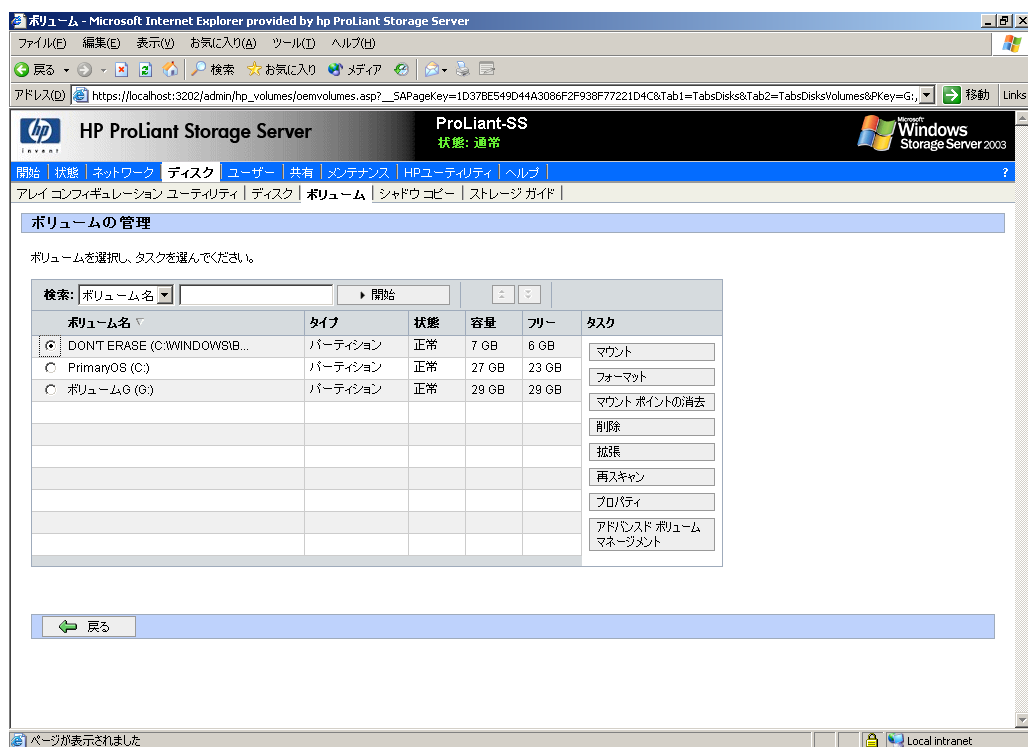 ボリューム - Microsoft Internet Explorer provided by hp ProLiant Storage Server
ファイル(F) 編集(E) 表示(V) お気に入り(A) ツール(T) ヘルプ(H)
戻る 検索 お気に入り メディア
アドレス(D) https://localhost:3202/admin/hp_volumes/oemvolumes.asp?__SAPageKey=1D37BE549D44A3086F2F938F77221D4C&Tab1=TabsDisks&Tab2=TabsDisksVolumes&PKey=G:, 移動 Links
hp invent HP ProLiant Storage Server
ProLiant-SS
状態: 通常
Microsoft Windows Storage Server 2003
開始 状態 ネットワーク ディスク ユーザー 共有 メンテナンス HPユーティリティ ヘルプ ?
アレイ コンフィギュレーション ユーティリティ ディスク ボリューム シャドウ コピー ストレージ ガイド
ボリュームの管理
ボリュームを選択し、タスクを選んでください。
検索: ボリューム名 開始
ボリューム名 タイプ 状態 容量 フリー タスク
DON'T ERASE (C:\WINDOWS\B... パーティション 正常 7 GB 6 GB
PrimaryOS (C:) パーティション 正常 27 GB 23 GB
ボリュームG (G:) パーティション 正常 29 GB 29 GB
マウント
フォーマット
マウント ポイントの消去
削除
拡張
再スキャン
プロパティ
アドバンスド ボリューム
マネージメント
戻る
ページが表示されました Local intranet